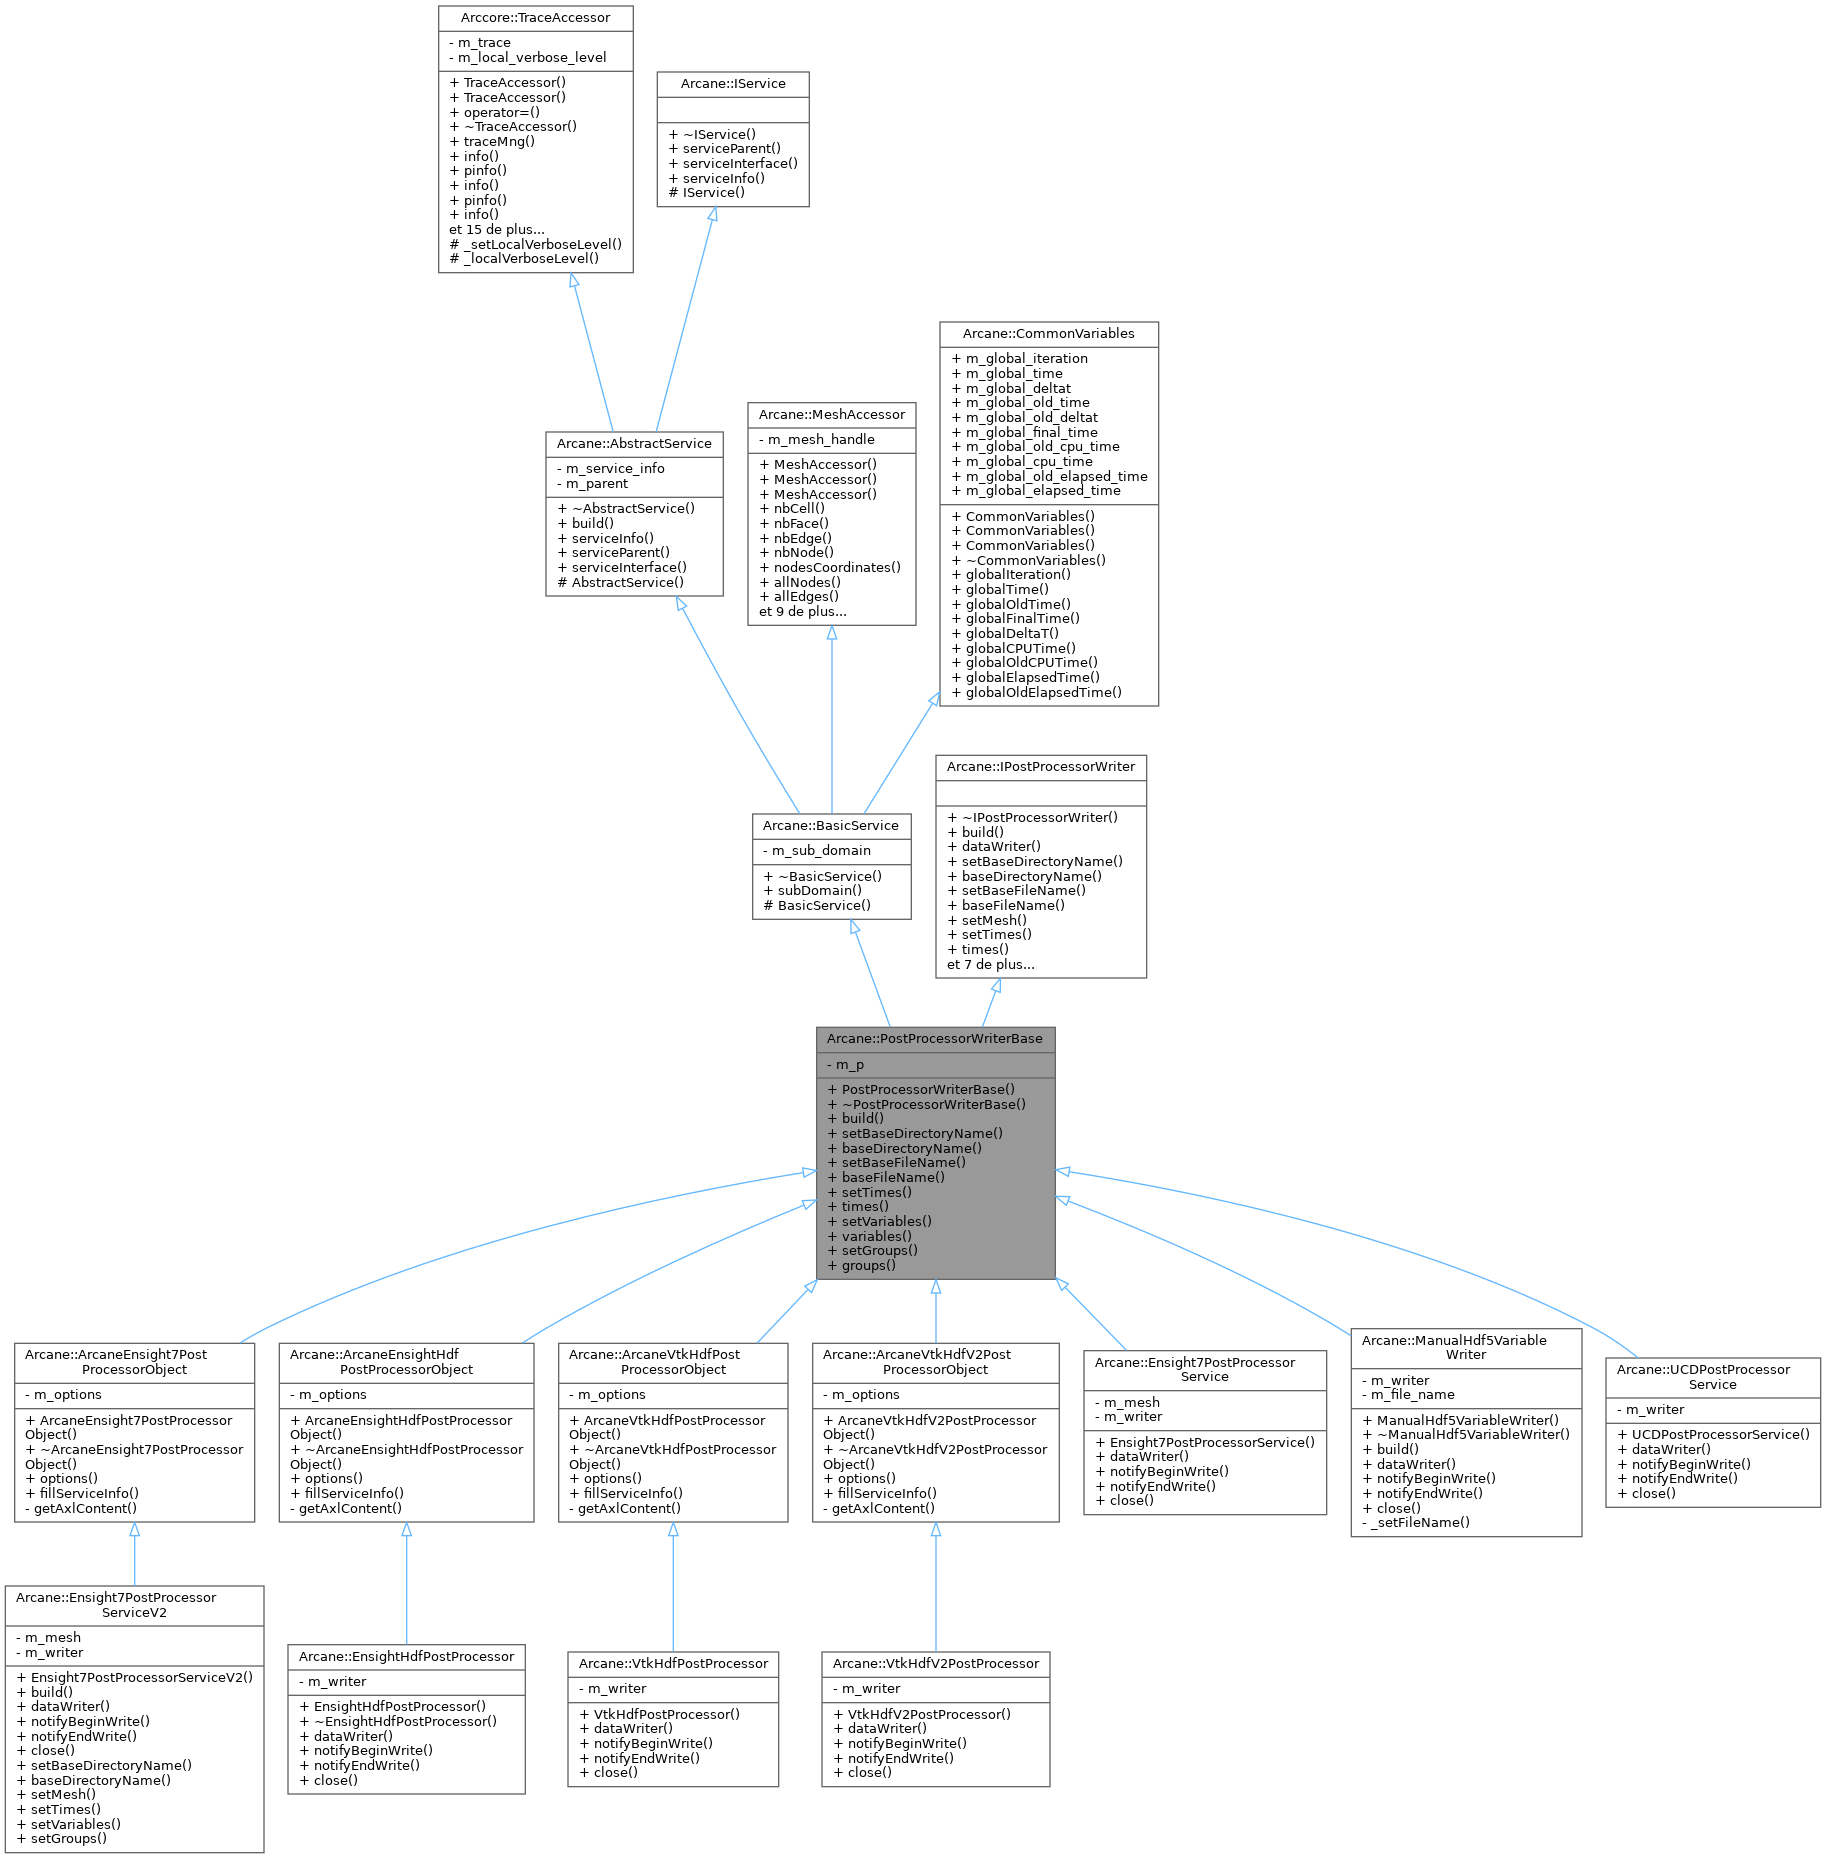 Arccore::TraceAccessor
- m_trace
- m_local_verbose_level
+ TraceAccessor()
+ TraceAccessor()
+ operator=()
+ ~TraceAccessor()
+ traceMng()
+ info()
+ pinfo()
+ info()
+ pinfo()
+ info()
et 15 de plus...
# _setLocalVerboseLevel()
# _localVerboseLevel()
Arcane::IService
+ ~IService()
+ serviceParent()
+ serviceInterface()
+ serviceInfo()
# IService()
Arcane::CommonVariables
+ m_global_iteration
+ m_global_time
+ m_global_deltat
+ m_global_old_time
+ m_global_old_deltat
+ m_global_final_time
+ m_global_old_cpu_time
+ m_global_cpu_time
+ m_global_old_elapsed_time
+ m_global_elapsed_time
+ CommonVariables()
+ CommonVariables()
+ CommonVariables()
+ ~CommonVariables()
+ globalIteration()
+ globalTime()
+ globalOldTime()
+ globalFinalTime()
+ globalDeltaT()
+ globalCPUTime()
+ globalOldCPUTime()
+ globalElapsedTime()
+ globalOldElapsedTime()
Arcane::MeshAccessor
- m_mesh_handle
+ MeshAccessor()
+ MeshAccessor()
+ MeshAccessor()
+ nbCell()
+ nbFace()
+ nbEdge()
+ nbNode()
+ nodesCoordinates()
+ allNodes()
+ allEdges()
et 9 de plus...
Arcane::AbstractService
- m_service_info
- m_parent
+ ~AbstractService()
+ build()
+ serviceInfo()
+ serviceParent()
+ serviceInterface()
# AbstractService()
Arcane::IPostProcessorWriter
+ ~IPostProcessorWriter()
+ build()
+ dataWriter()
+ setBaseDirectoryName()
+ baseDirectoryName()
+ setBaseFileName()
+ baseFileName()
+ setMesh()
+ setTimes()
+ times()
et 7 de plus...
Arcane::BasicService
- m_sub_domain
+ ~BasicService()
+ subDomain()
# BasicService()
Arcane::PostProcessorWriterBase
- m_p
+ PostProcessorWriterBase()
+ ~PostProcessorWriterBase()
+ build()
+ setBaseDirectoryName()
+ baseDirectoryName()
+ setBaseFileName()
+ baseFileName()
+ setTimes()
+ times()
+ setVariables()
+ variables()
+ setGroups()
+ groups()
Arcane::ArcaneEnsight7Post
ProcessorObject
- m_options
+ ArcaneEnsight7PostProcessor
Object()
+ ~ArcaneEnsight7PostProcessor
Object()
+ options()
+ fillServiceInfo()
- getAxlContent()
Arcane::ArcaneEnsightHdf
PostProcessorObject
- m_options
+ ArcaneEnsightHdfPostProcessor
Object()
+ ~ArcaneEnsightHdfPostProcessor
Object()
+ options()
+ fillServiceInfo()
- getAxlContent()
Arcane::ArcaneVtkHdfPost
ProcessorObject
- m_options
+ ArcaneVtkHdfPostProcessor
Object()
+ ~ArcaneVtkHdfPostProcessor
Object()
+ options()
+ fillServiceInfo()
- getAxlContent()
Arcane::ArcaneVtkHdfV2Post
ProcessorObject
- m_options
+ ArcaneVtkHdfV2PostProcessor
Object()
+ ~ArcaneVtkHdfV2PostProcessor
Object()
+ options()
+ fillServiceInfo()
- getAxlContent()
Arcane::Ensight7PostProcessor
Service
- m_mesh
- m_writer
+ Ensight7PostProcessorService()
+ dataWriter()
+ notifyBeginWrite()
+ notifyEndWrite()
+ close()
Arcane::ManualHdf5Variable
Writer
- m_writer
- m_file_name
+ ManualHdf5VariableWriter()
+ ~ManualHdf5VariableWriter()
+ build()
+ dataWriter()
+ notifyBeginWrite()
+ notifyEndWrite()
+ close()
- _setFileName()
Arcane::UCDPostProcessor
Service
- m_writer
+ UCDPostProcessorService()
+ dataWriter()
+ notifyBeginWrite()
+ notifyEndWrite()
+ close()
Arcane::Ensight7PostProcessor
ServiceV2
- m_mesh
- m_writer
+ Ensight7PostProcessorServiceV2()
+ build()
+ dataWriter()
+ notifyBeginWrite()
+ notifyEndWrite()
+ close()
+ setBaseDirectoryName()
+ baseDirectoryName()
+ setMesh()
+ setTimes()
+ setVariables()
+ setGroups()
Arcane::EnsightHdfPostProcessor
- m_writer
+ EnsightHdfPostProcessor()
+ ~EnsightHdfPostProcessor()
+ dataWriter()
+ notifyBeginWrite()
+ notifyEndWrite()
+ close()
Arcane::VtkHdfPostProcessor
- m_writer
+ VtkHdfPostProcessor()
+ dataWriter()
+ notifyBeginWrite()
+ notifyEndWrite()
+ close()
Arcane::VtkHdfV2PostProcessor
- m_writer
+ VtkHdfV2PostProcessor()
+ dataWriter()
+ notifyBeginWrite()
+ notifyEndWrite()
+ close()